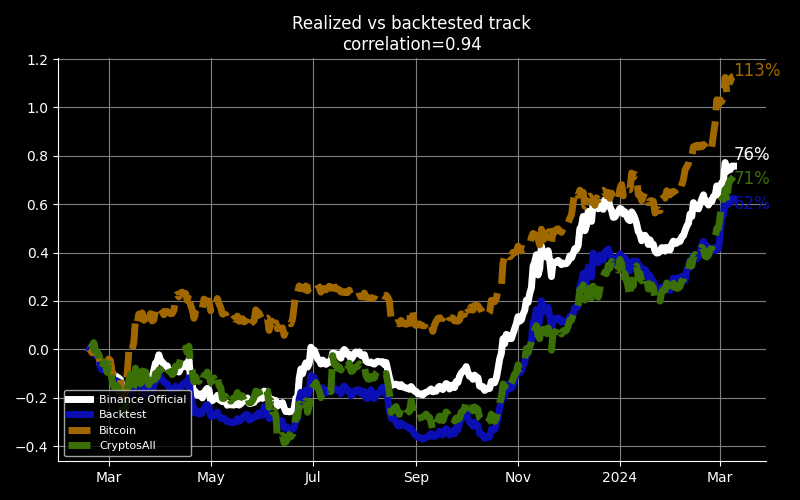 Realized vs backtested track
correlation=0.94
1.2
1.0
0.8
0.6
0.4
0.2
0.0
−0.2
−0.4
113%
76%
71%
62%
Binance Official
Backtest
Bitcoin
CryptosAll
Mar
May
Jul
Sep
Nov
2024
Mar